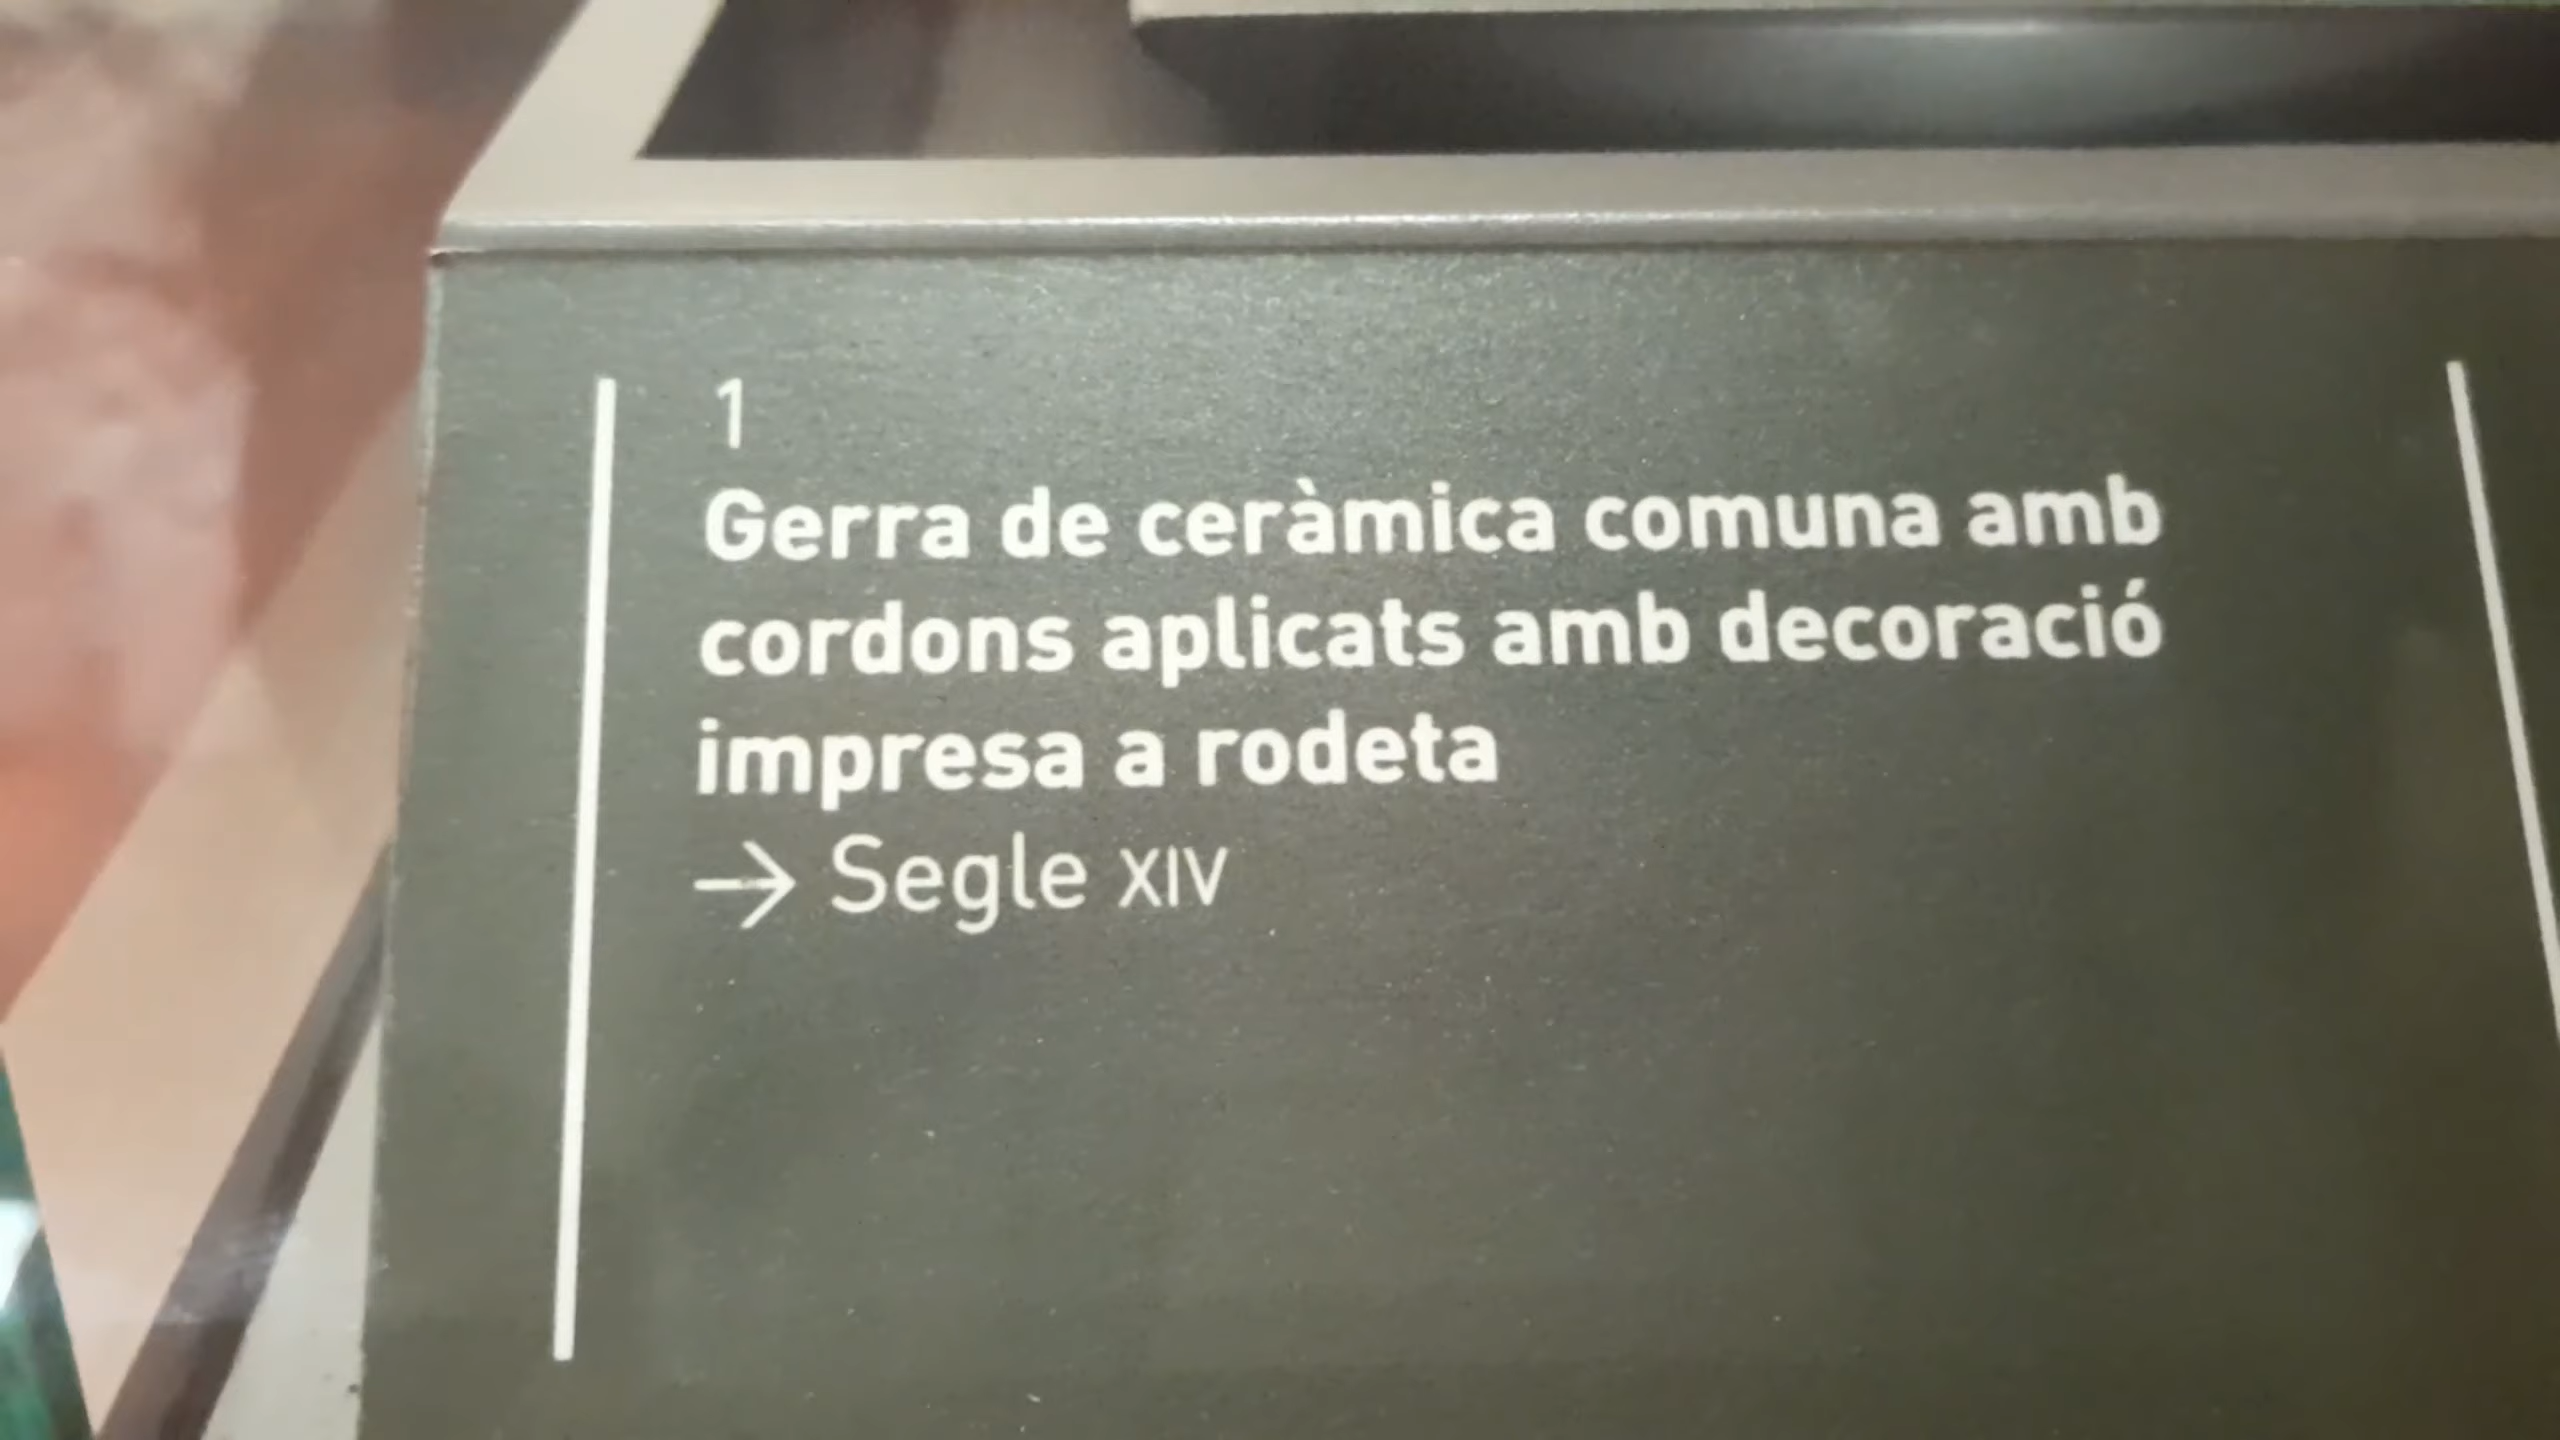 1
Gerra de ceràmica comuna amb
cordons aplicats amb decoració
impresa a rodeta
→ Segle XIV